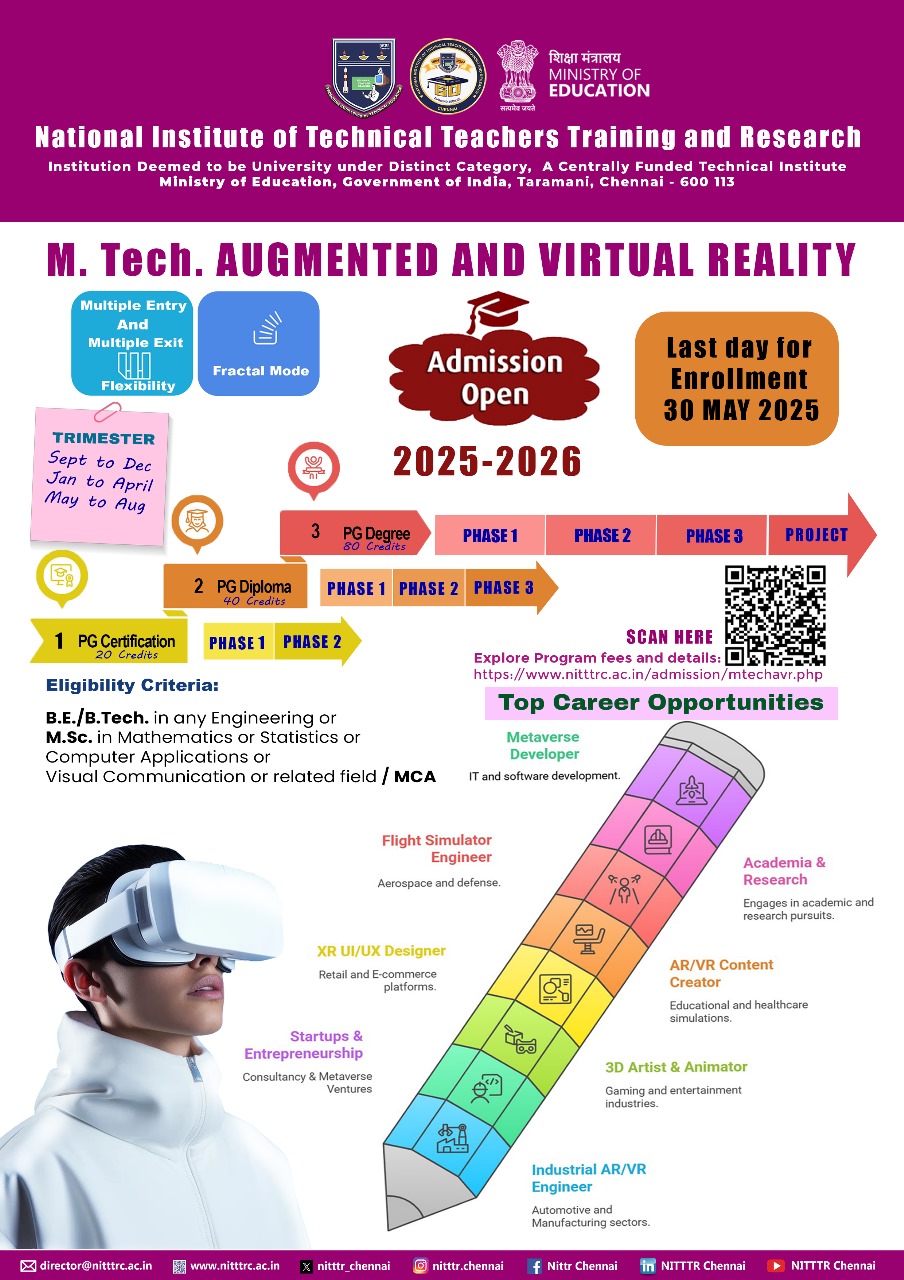 शिक्षा मंत्रालय
MINISTRY OF
EDUCATION
सत्यमेव जयते
National Institute of Technical Teachers Training and Research
Institution Deemed to be University under Distinct Category, A Centrally Funded Technical Institute
Ministry of Education, Government of India, Taramani, Chennai - 600 113
M. Tech. AUGMENTED AND VIRTUAL REALITY
Multiple Entry
And
Multiple Exit
Flexibility
Fractal Mode
Admission
Open
2025-2026
Last day for
Enrollment
30 MAY 2025
TRIMESTER
Sept to Dec
Jan to April
May to Aug
3 PG Degree
80 Credits
PHASE 1 PHASE 2 PHASE 3 PROJECT
2 PG Diploma
40 Credits
PHASE 1 PHASE 2 PHASE 3
1 PG Certification
20 Credits
PHASE 1 PHASE 2
SCAN HERE
Explore Program fees and details:
https://www.nitttrc.ac.in/admission/mtechavr.php
Eligibility Criteria:
B.E./B.Tech. in any Engineering or
M.Sc. in Mathematics or Statistics or
Computer Applications or
Visual Communication or related field / MCA
Top Career Opportunities
Metaverse
Developer
IT and software development.
Flight Simulator
Engineer
Aerospace and defense.
Academia &
Research
Engages in academic and
research pursuits.
XR UI/UX Designer
Retail and E-commerce
platforms.
AR/VR Content
Creator
Educational and healthcare
simulations.
Startups &
Entrepreneurship
Consultancy & Metaverse
Ventures
3D Artist & Animator
Gaming and entertainment
industries.
Industrial AR/VR
Engineer
Automotive and
Manufacturing sectors.
director@nitttrc.ac.in www.nitttrc.ac.in nitttr_chennai nitttr.chennai Nittr Chennai NITTTR Chennai NITTTR Chennai